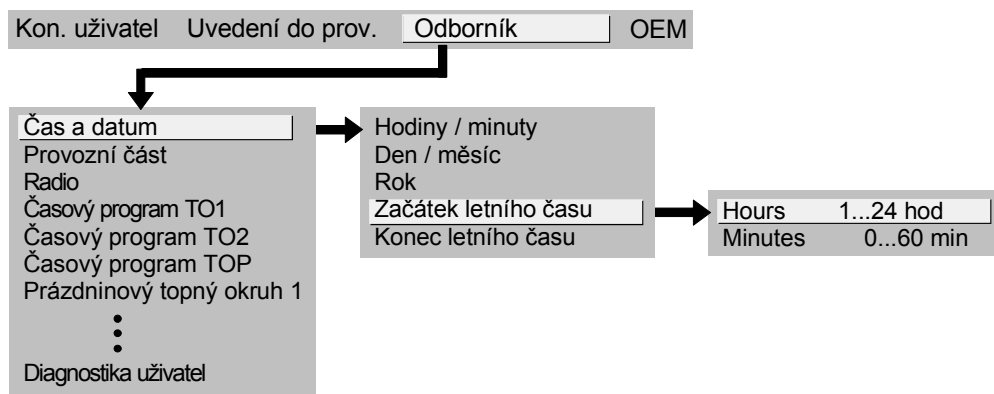 Kon. uživatel Uvedení do prov. Odborník OEM
Čas a datum
Provozní část
Radio
Časový program TO1
Časový program TO2
Časový program TOP
Prázdninový topný okruh 1
Diagnostika uživatel
Hodiny / minuty
Den / měsíc
Rok
Začátek letního času
Konec letního času
Hours 1...24 hod
Minutes 0...60 min